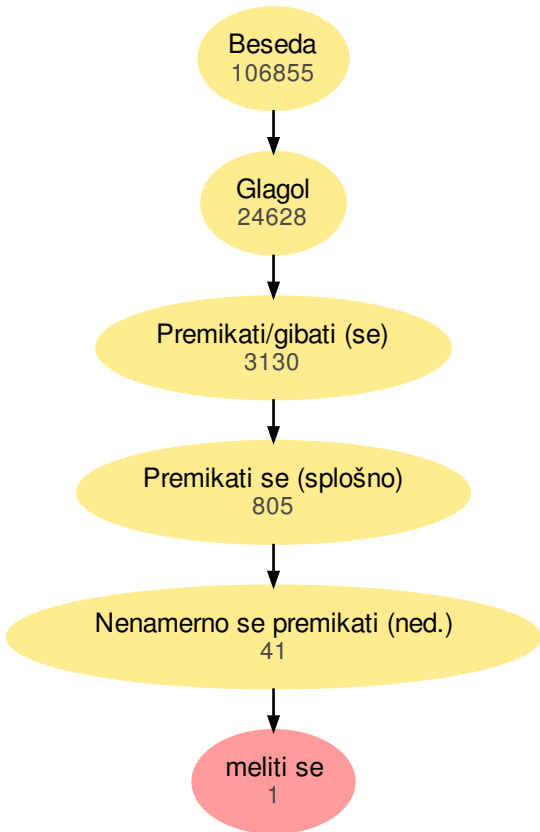 Beseda
106855
Glagol
24628
Premikati/gibati (se)
3130
Premikati se (splošno)
805
Nenamerno se premikati (ned.)
41
meliti se
1